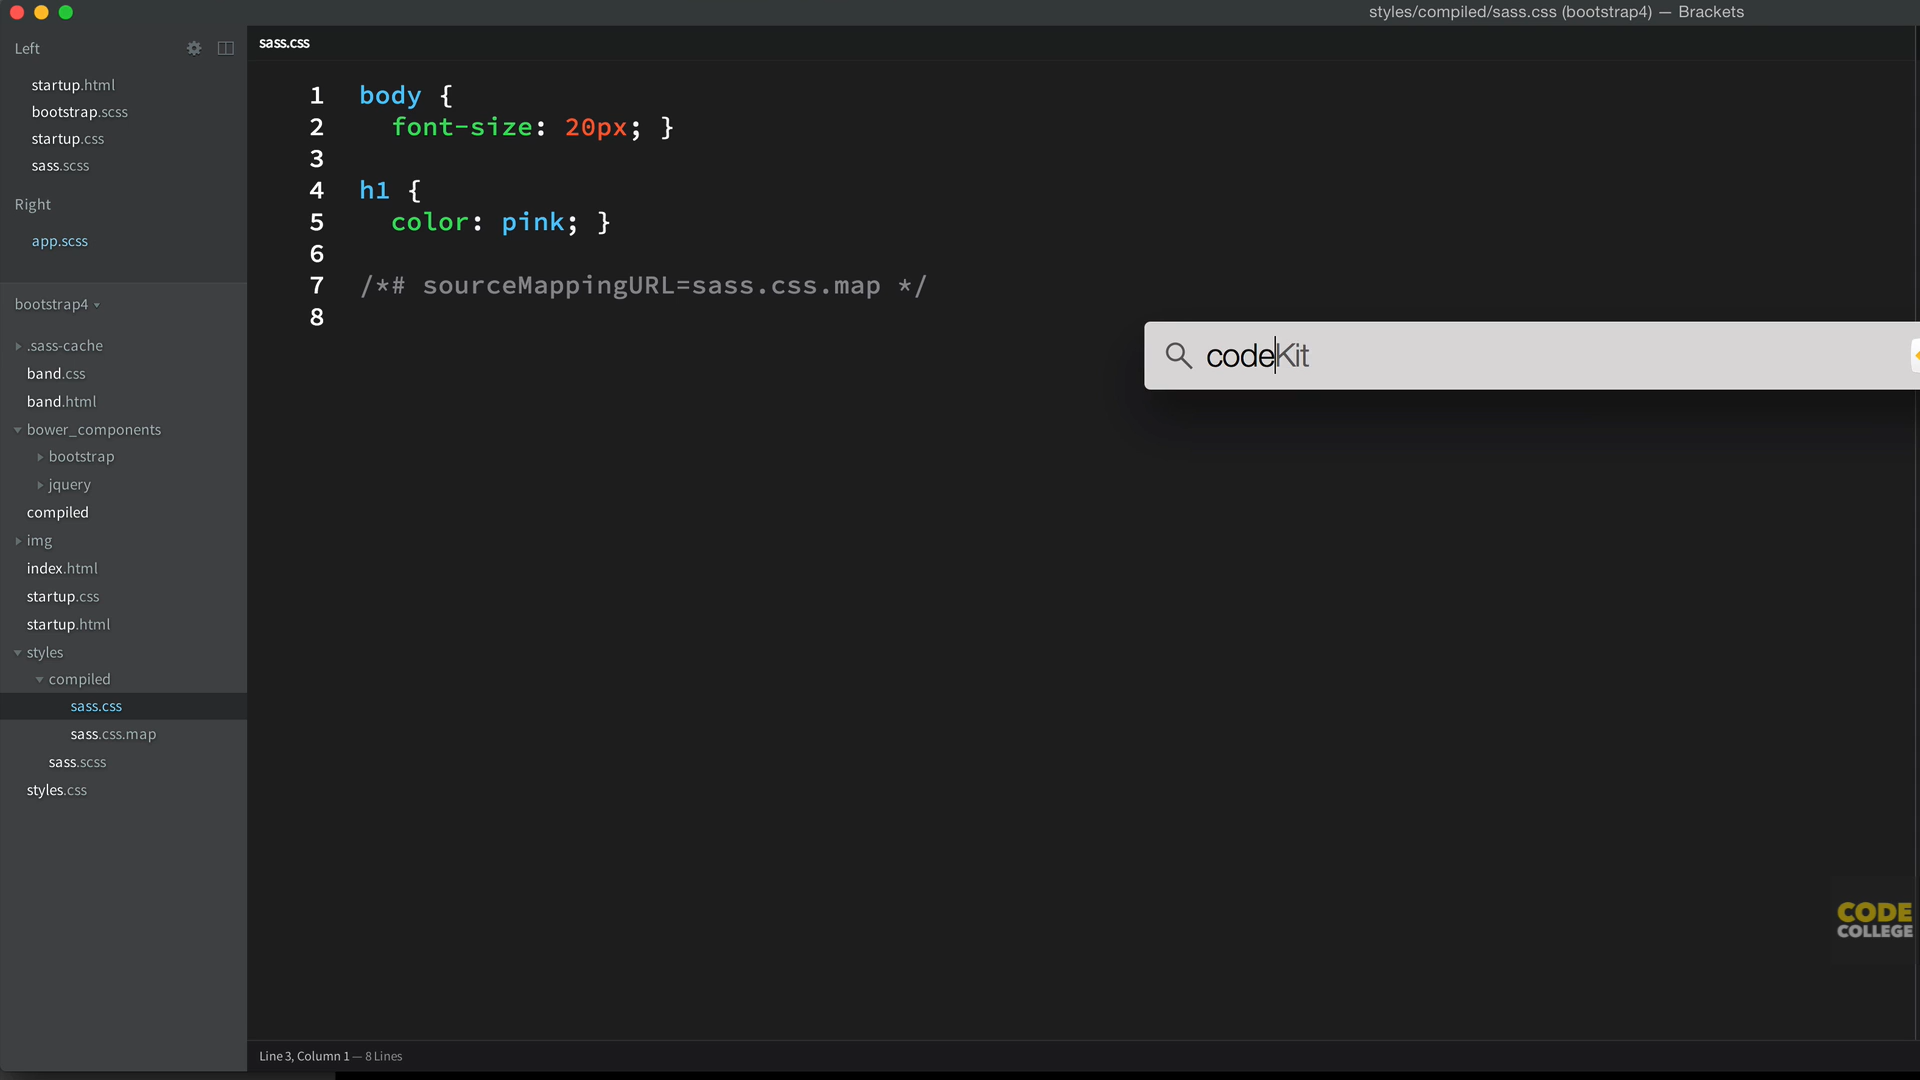 styles/compiled/sass.css (bootstrap4) — Brackets
Left
startup.html
bootstrap.scss
startup.css
sass.scss
Right
app.scss
bootstrap4
.sass-cache
band.css
band.html
bower_components
bootstrap
jquery
compiled
img
index.html
startup.css
startup.html
styles
compiled
sass.css
sass.css.map
sass.scss
styles.css
sass.css
1 body {
2 font-size: 20px; }
3
4 h1 {
5 color: pink; }
6
7 /*# sourceMappingURL=sass.css.map */
8
codeKit
CODE
COLLEGE
Line 3, Column 1 — 8 Lines